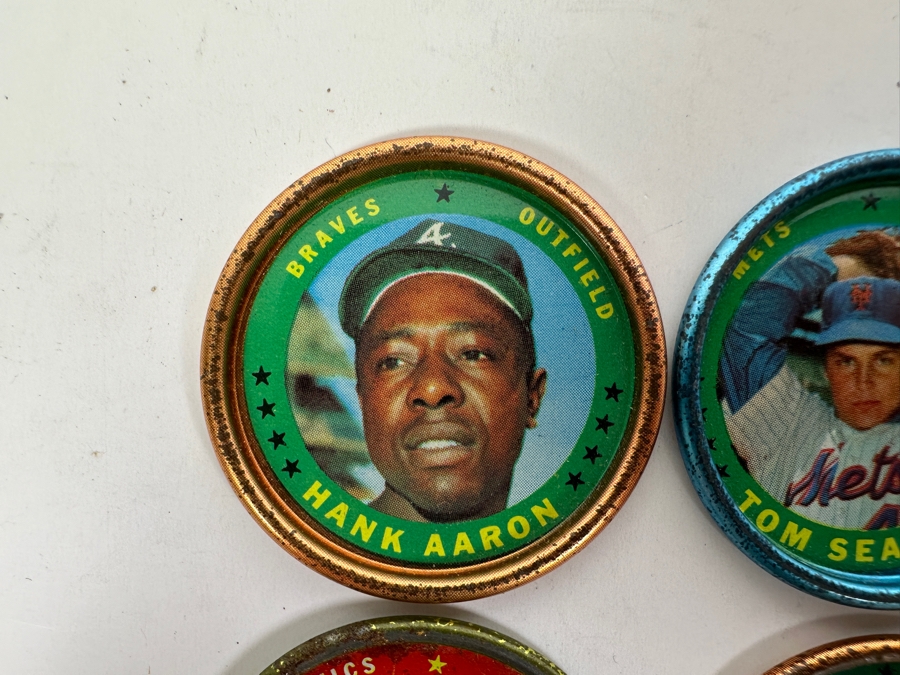 BRAVES OUTFIELD
A
HANK AARON
METS
Mets
TOM SEA
ICS